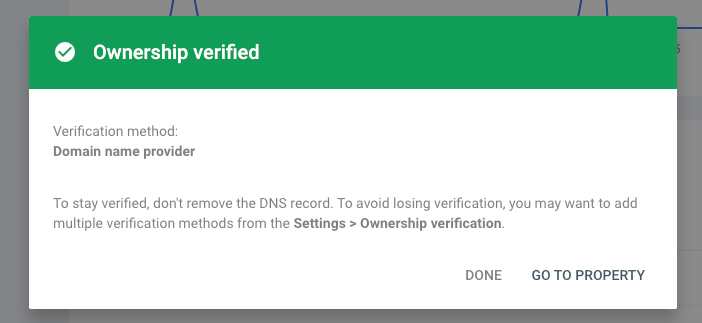 Ownership verified
Verification method:
Domain name provider
To stay verified, don't remove the DNS record. To avoid losing verification, you may want to add
multiple verification methods from the Settings > Ownership verification.
DONE GO TO PROPERTY